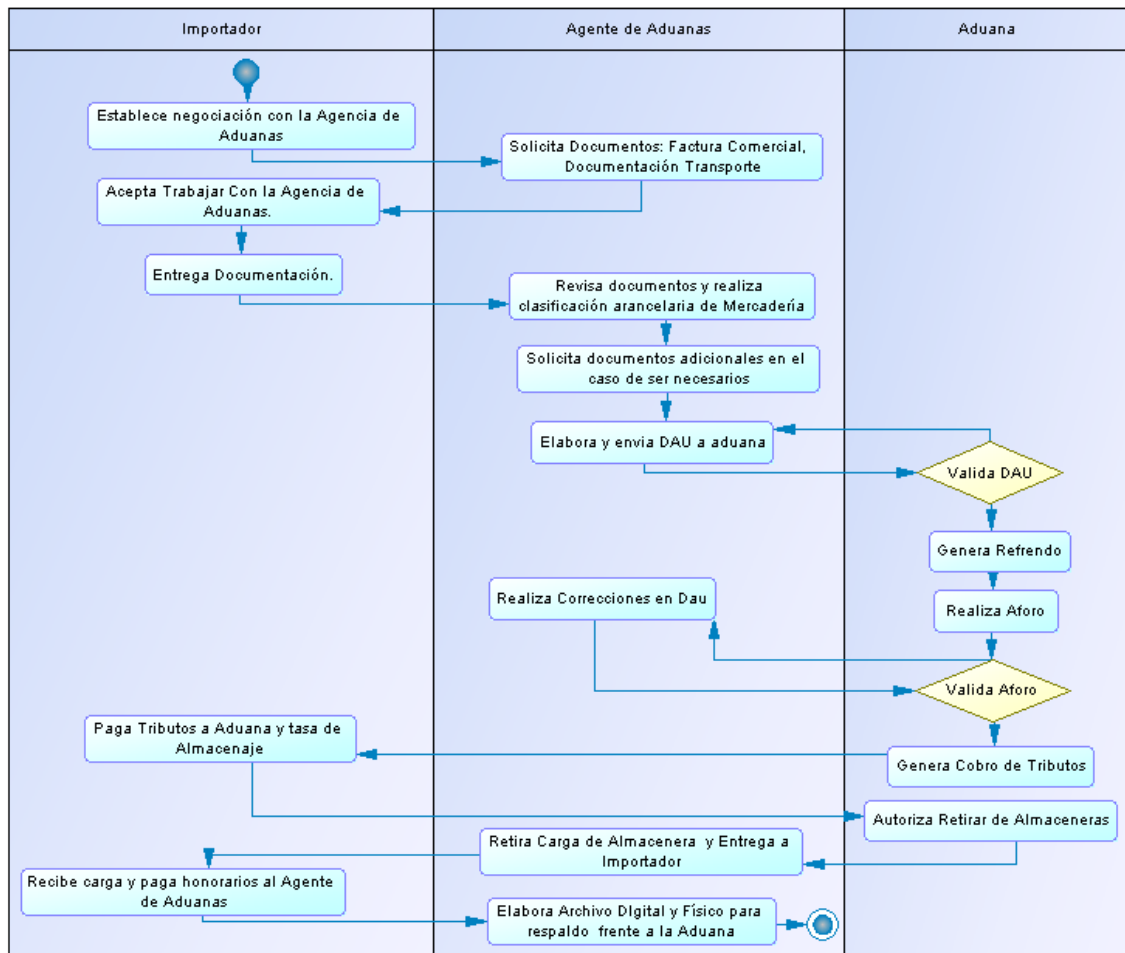 Importador
Agente de Aduanas
Aduana
Establece negociación con la Agencia de
Aduanas
Solicita Documentos: Factura Comercial,
Documentación Transporte
Acepta Trabajar Con la Agencia de
Aduanas.
Entrega Documentación.
Revisa documentos y realiza
clasificación arancelaria de Mercadería
Solicita documentos adicionales en el
caso de ser necesarios
Elabora y envia DAU a aduana
Valida DAU
Genera Refrendo
Realiza Correcciones en Dau
Realiza Aforo
Valida Aforo
Paga Tributos a Aduana y tasa de
Almacenaje
Genera Cobro de Tributos
Autoriza Retirar de Almaceneras
Retira Carga de Almacenera y Entrega a
Importador
Recibe carga y paga honorarios al Agente
de Aduanas
Elabora Archivo DIgital y Físico para
respaldo frente a la Aduana